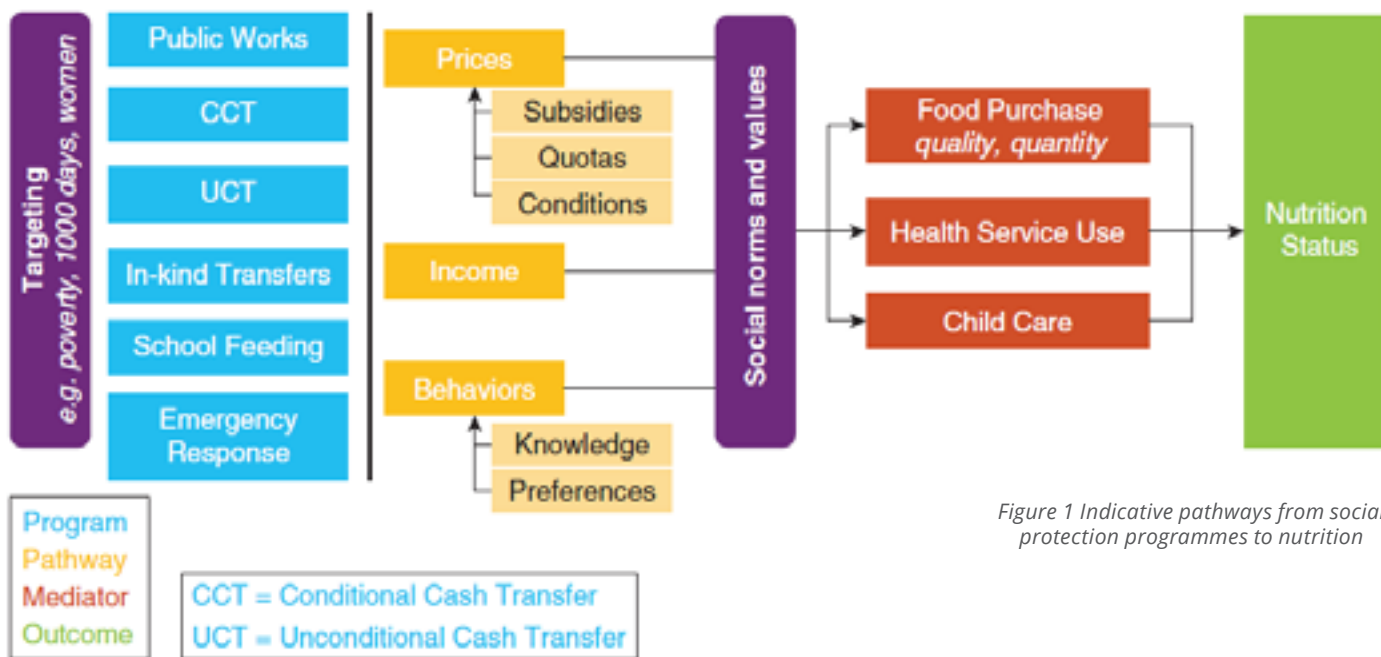 Targeting
e.g. poverty, 1000 days, women
Public Works
CCT
UCT
In-kind Transfers
School Feeding
Emergency
Response
Prices
Subsidies
Quotas
Conditions
Income
Behaviors
Knowledge
Preferences
Social norms and values
Food Purchase
quality, quantity
Health Service Use
Child Care
Nutrition
Status
Program
Pathway
Mediator
Outcome
CCT = Conditional Cash Transfer
UCT = Unconditional Cash Transfer
Figure 1 Indicative pathways from social
protection programmes to nutrition